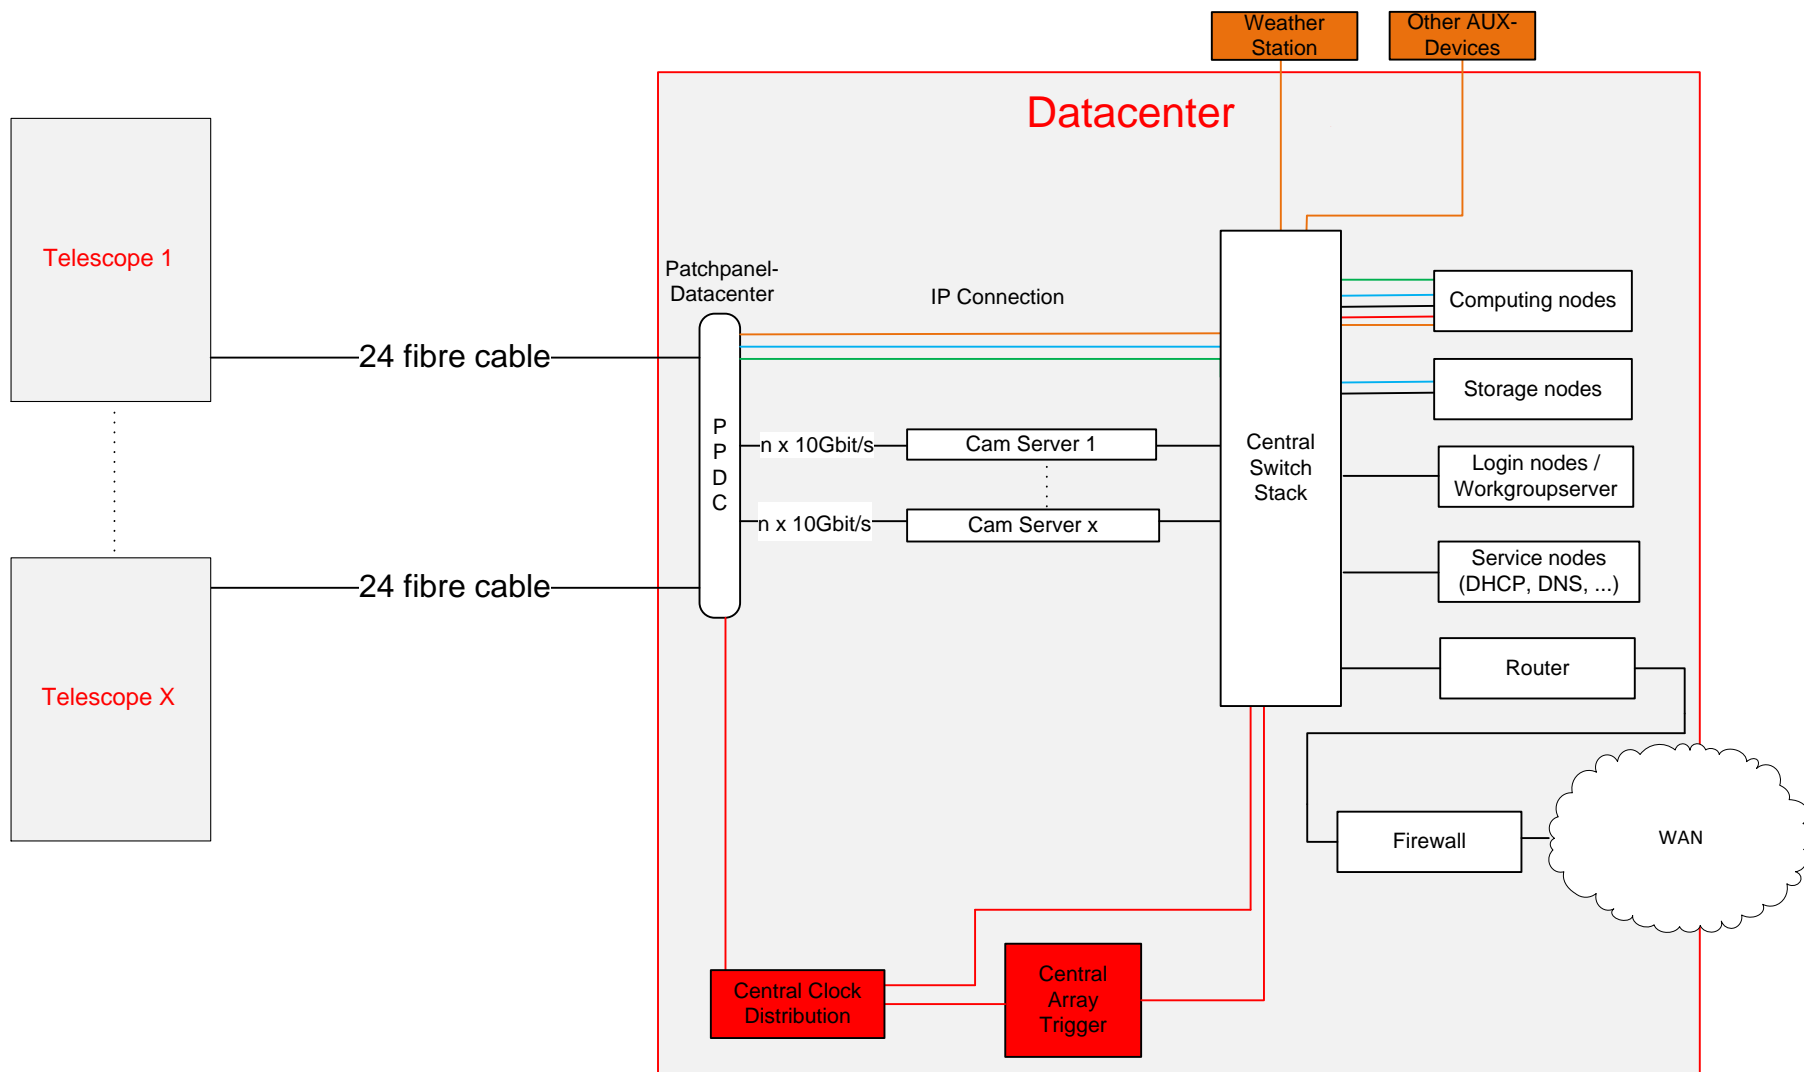 Weather
Station
Other AUX-
Devices
Datacenter
Telescope 1
Patchpanel-
Datacenter
IP Connection
Computing nodes
24 fibre cable
Storage nodes
P
P
D
C
n x 10Gbit/s
Cam Server 1
Central
Switch
Stack
Login nodes /
Workgroupserver
n x 10Gbit/s
Cam Server x
Service nodes
(DHCP, DNS, ...)
24 fibre cable
Telescope X
Router
Firewall
WAN
Central Clock
Distribution
Central
Array
Trigger